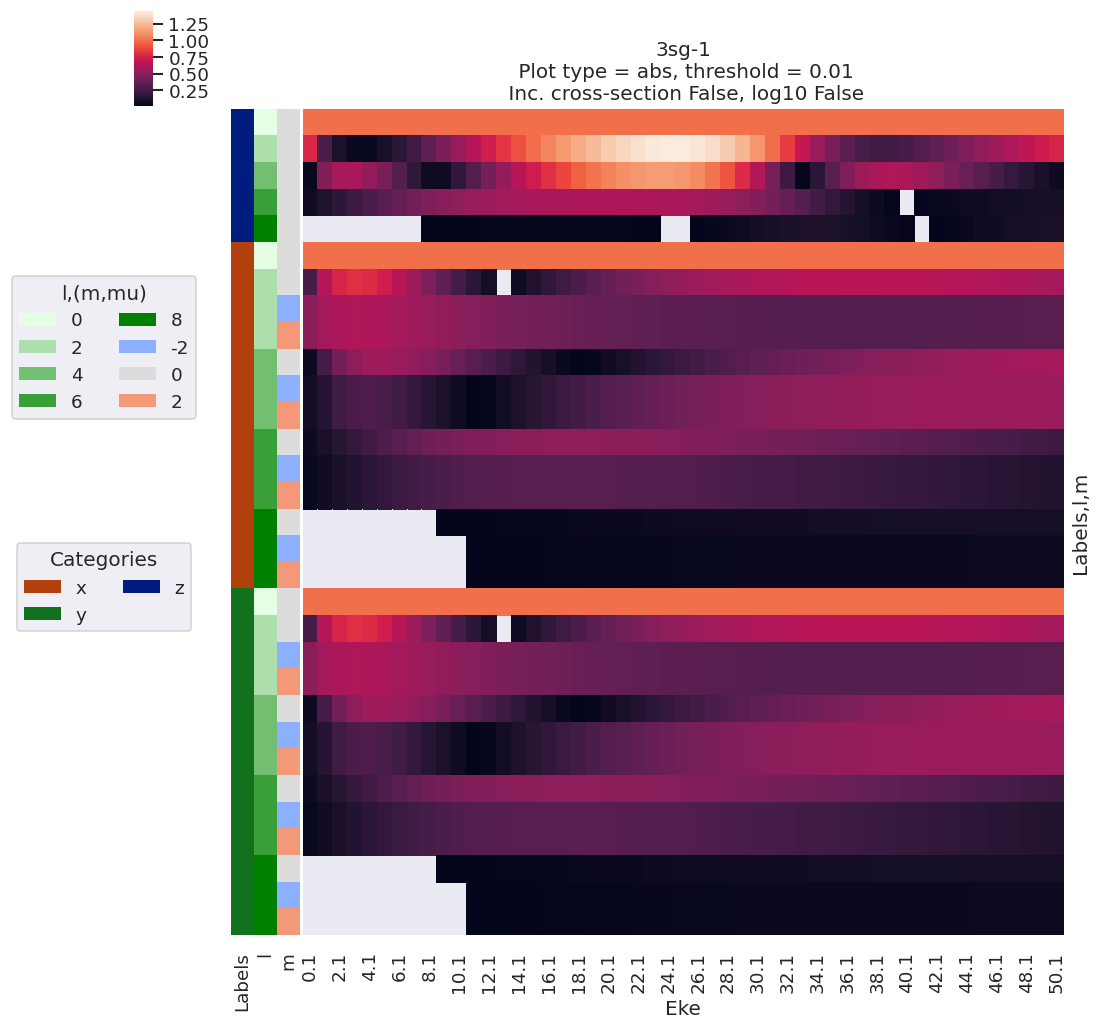 1.25
1.00
0.75
0.50
0.25
3sg-1
Plot type = abs, threshold = 0.01
Inc. cross-section False, log10 False
l,(m,mu)
0 8
2 -2
4 0
6 2
Categories
x z
y
Labels,l,m
Labels l m 0.1 2.1 4.1 6.1 8.1 10.1 12.1 14.1 16.1 18.1 20.1 22.1 24.1 26.1 28.1 30.1 32.1 34.1 36.1 38.1 40.1 42.1 44.1 46.1 48.1 50.1
Eke